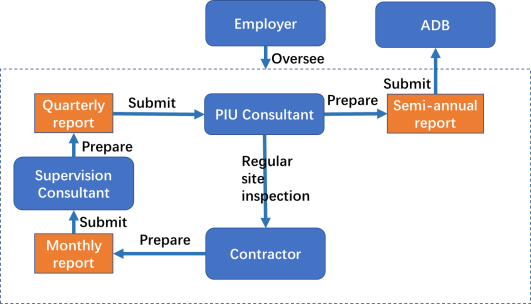 Employer
ADB
Oversee
Submit
Quarterly
report
Submit
PIU Consultant
Prepare
Semi-annual
report
Prepare
Regular
site
inspection
Supervision
Consultant
Submit
Monthly
report
Prepare
Contractor